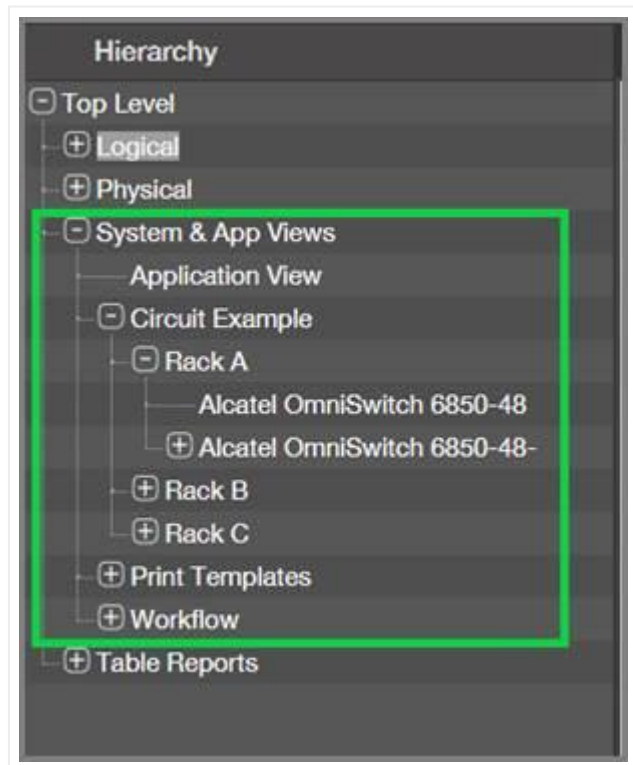 Hierarchy
Top Level
Logical
Physical
System & App Views
Application View
Circuit Example
Rack A
Alcatel OmniSwitch 6850-48
Alcatel OmniSwitch 6850-48-
Rack B
Rack C
Print Templates
Workflow
Table Reports